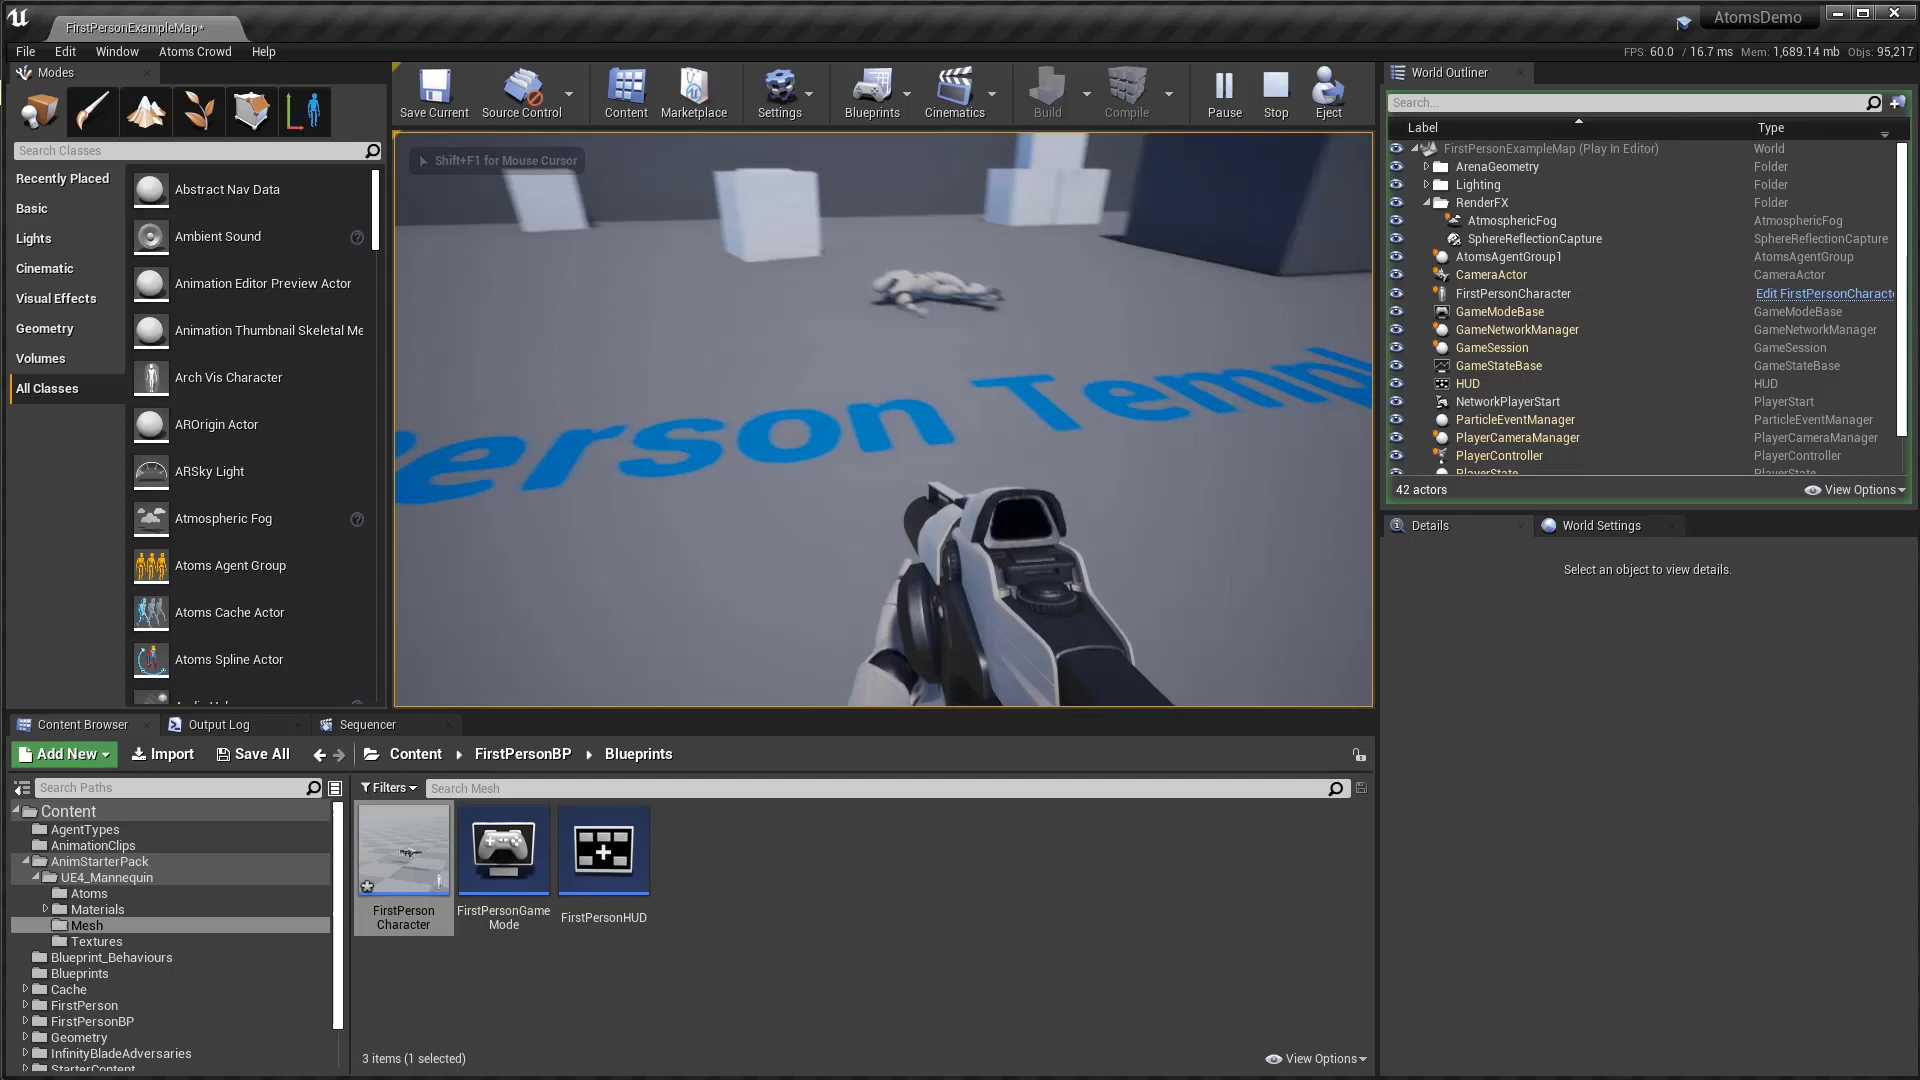 FirstPersonExampleMap*
AtomsDemo
File Edit Window Atoms Crowd Help
FPS: 60.0 / 16.7 ms Mem: 1,689.14 mb Objs: 95,217
Modes
Search Classes
Recently Placed
Basic
Lights
Cinematic
Visual Effects
Geometry
Volumes
All Classes
Abstract Nav Data
Ambient Sound
Animation Editor Preview Actor
Animation Thumbnail Skeletal Me
Arch Vis Character
AROrigin Actor
ARSky Light
Atmospheric Fog
Atoms Agent Group
Atoms Cache Actor
Atoms Spline Actor
Save Current Source Control Content Marketplace Settings Blueprints Cinematics Build Compile Pause Stop Eject
Shift+F1 for Mouse Cursor
Person Templ
World Outliner
Search...
Label Type
FirstPersonExampleMap (Play In Editor) World
ArenaGeometry Folder
Lighting Folder
RenderFX Folder
AtmosphericFog AtmosphericFog
SphereReflectionCapture SphereReflectionCapture
AtomsAgentGroup1 AtomsAgentGroup
CameraActor CameraActor
FirstPersonCharacter Edit FirstPersonCharact
GameModeBase GameModeBase
GameNetworkManager GameNetworkManager
GameSession GameSession
GameStateBase GameStateBase
HUD HUD
NetworkPlayerStart PlayerStart
ParticleEventManager ParticleEventManager
PlayerCameraManager PlayerCameraManager
PlayerController PlayerController
PlayerState PlayerState
42 actors View Options
Details World Settings
Select an object to view details.
Content Browser Output Log Sequencer
Add New Import Save All Content FirstPersonBP Blueprints
Search Paths
Content
AgentTypes
AnimationClips
AnimStarterPack
UE4_Mannequin
Atoms
Materials
Mesh
Textures
Blueprint_Behaviours
Blueprints
Cache
FirstPerson
FirstPersonBP
Geometry
InfinityBladeAdversaries
StarterContent
Filters Search Mesh
FirstPerson
Character
FirstPersonGame
Mode
FirstPersonHUD
3 items (1 selected) View Options